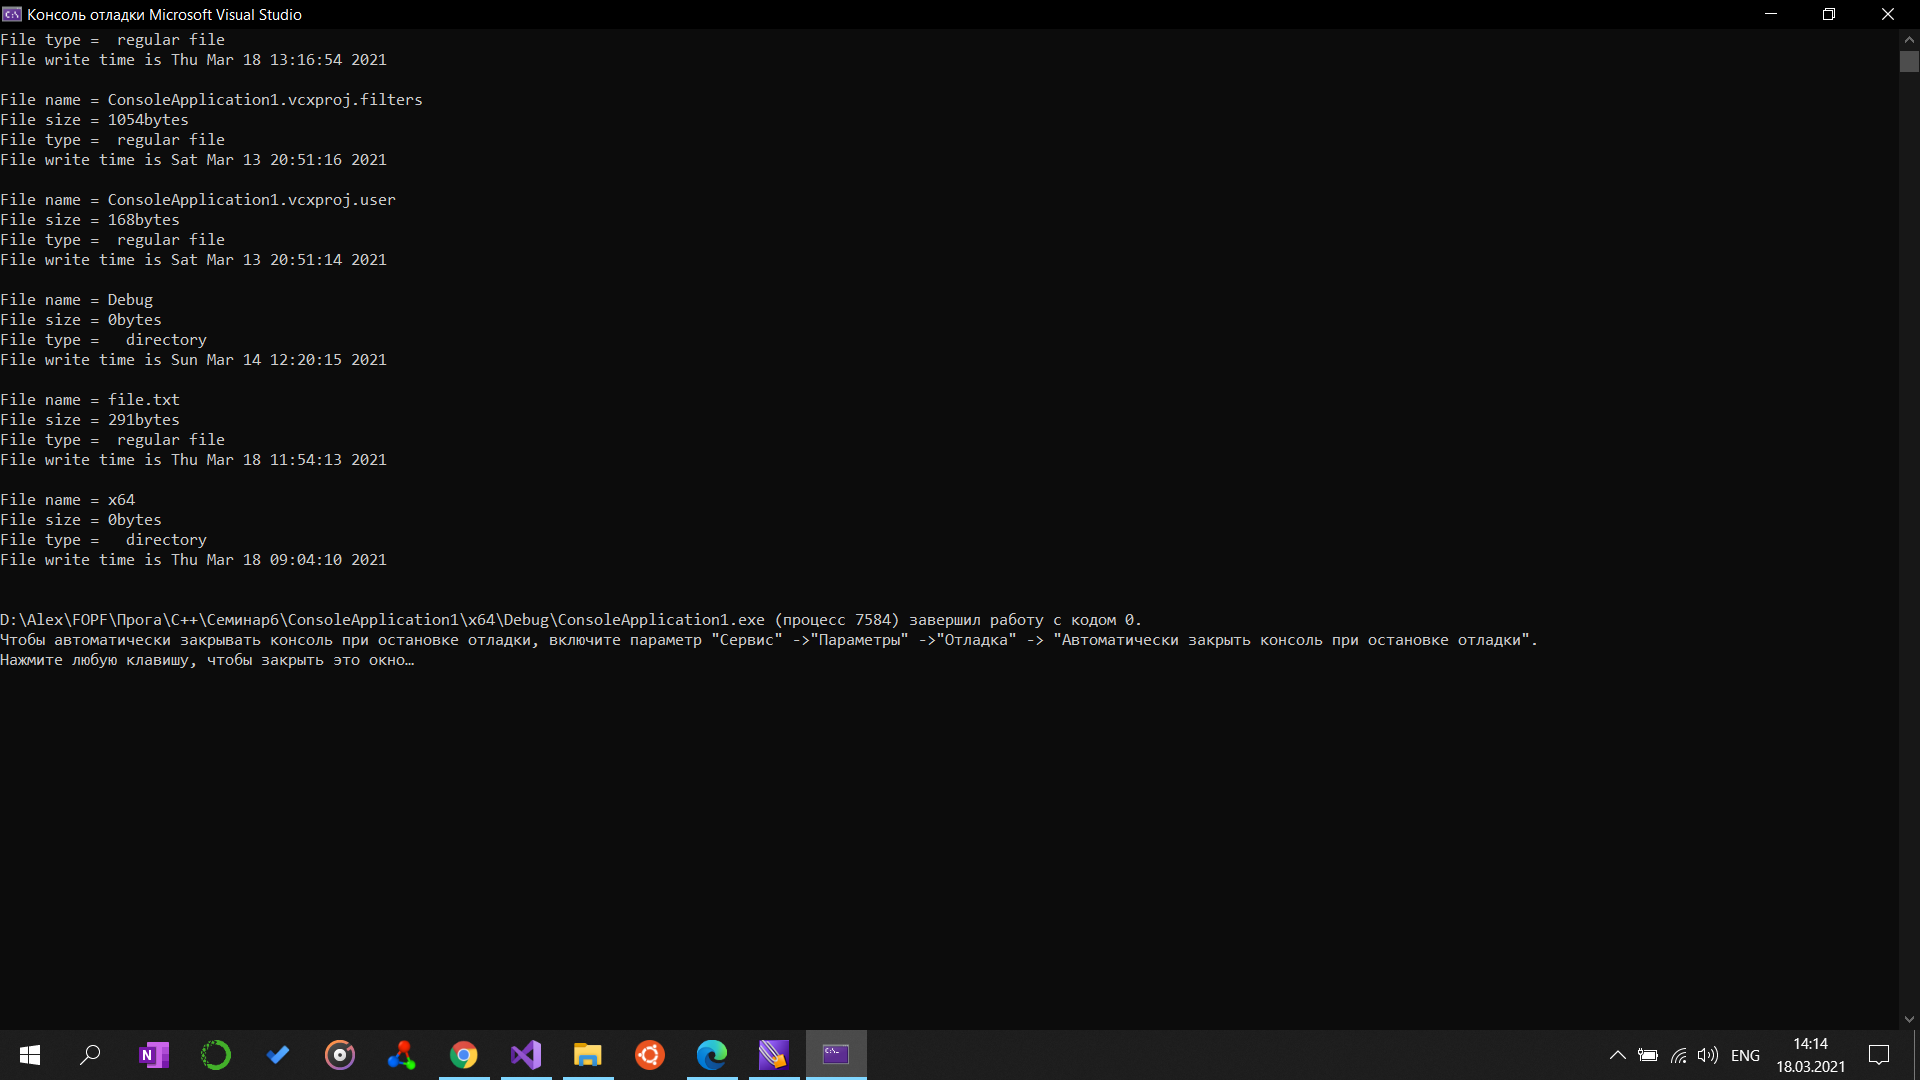 Консоль отладки Microsoft Visual Studio
File type =  regular file
File write time is Thu Mar 18 13:16:54 2021
File name = ConsoleApplication1.vcxproj.filters
File size = 1054bytes
File type =  regular file
File write time is Sat Mar 13 20:51:16 2021
File name = ConsoleApplication1.vcxproj.user
File size = 168bytes
File type =  regular file
File write time is Sat Mar 13 20:51:14 2021
File name = Debug
File size = 0bytes
File type =   directory
File write time is Sun Mar 14 12:20:15 2021
File name = file.txt
File size = 291bytes
File type =  regular file
File write time is Thu Mar 18 11:54:13 2021
File name = x64
File size = 0bytes
File type =   directory
File write time is Thu Mar 18 09:04:10 2021
D:\Alex\FOPF\Прога\C++\Семинар6\ConsoleApplication1\x64\Debug\ConsoleApplication1.exe (процесс 7584) завершил работу с кодом 0.
Чтобы автоматически закрывать консоль при остановке отладки, включите параметр "Сервис" ->"Параметры" ->"Отладка" -> "Автоматически закрыть консоль при остановке отладки".
Нажмите любую клавишу, чтобы закрыть это окно…
ENG
14:14
18.03.2021